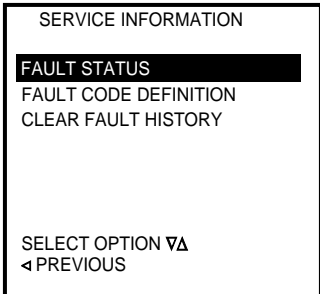 SERVICE INFORMATION
FAULT STATUS
FAULT CODE DEFINITION
CLEAR FAULT HISTORY
SELECT OPTION ∇∆
⊲ PREVIOUS